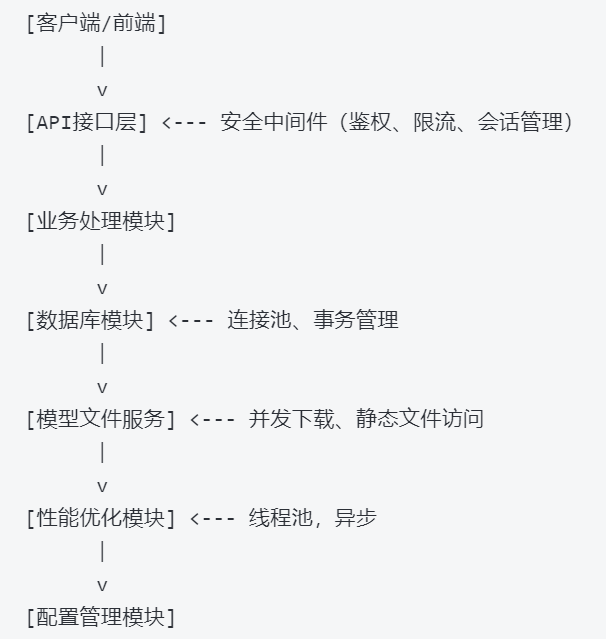 [客户端/前端]
|
v
[API接口层] <--- 安全中间件（鉴权、限流、会话管理）
|
v
[业务处理模块]
|
v
[数据库模块] <--- 连接池、事务管理
|
v
[模型文件服务] <--- 并发下载、静态文件访问
|
v
[性能优化模块] <--- 线程池，异步
|
v
[配置管理模块]